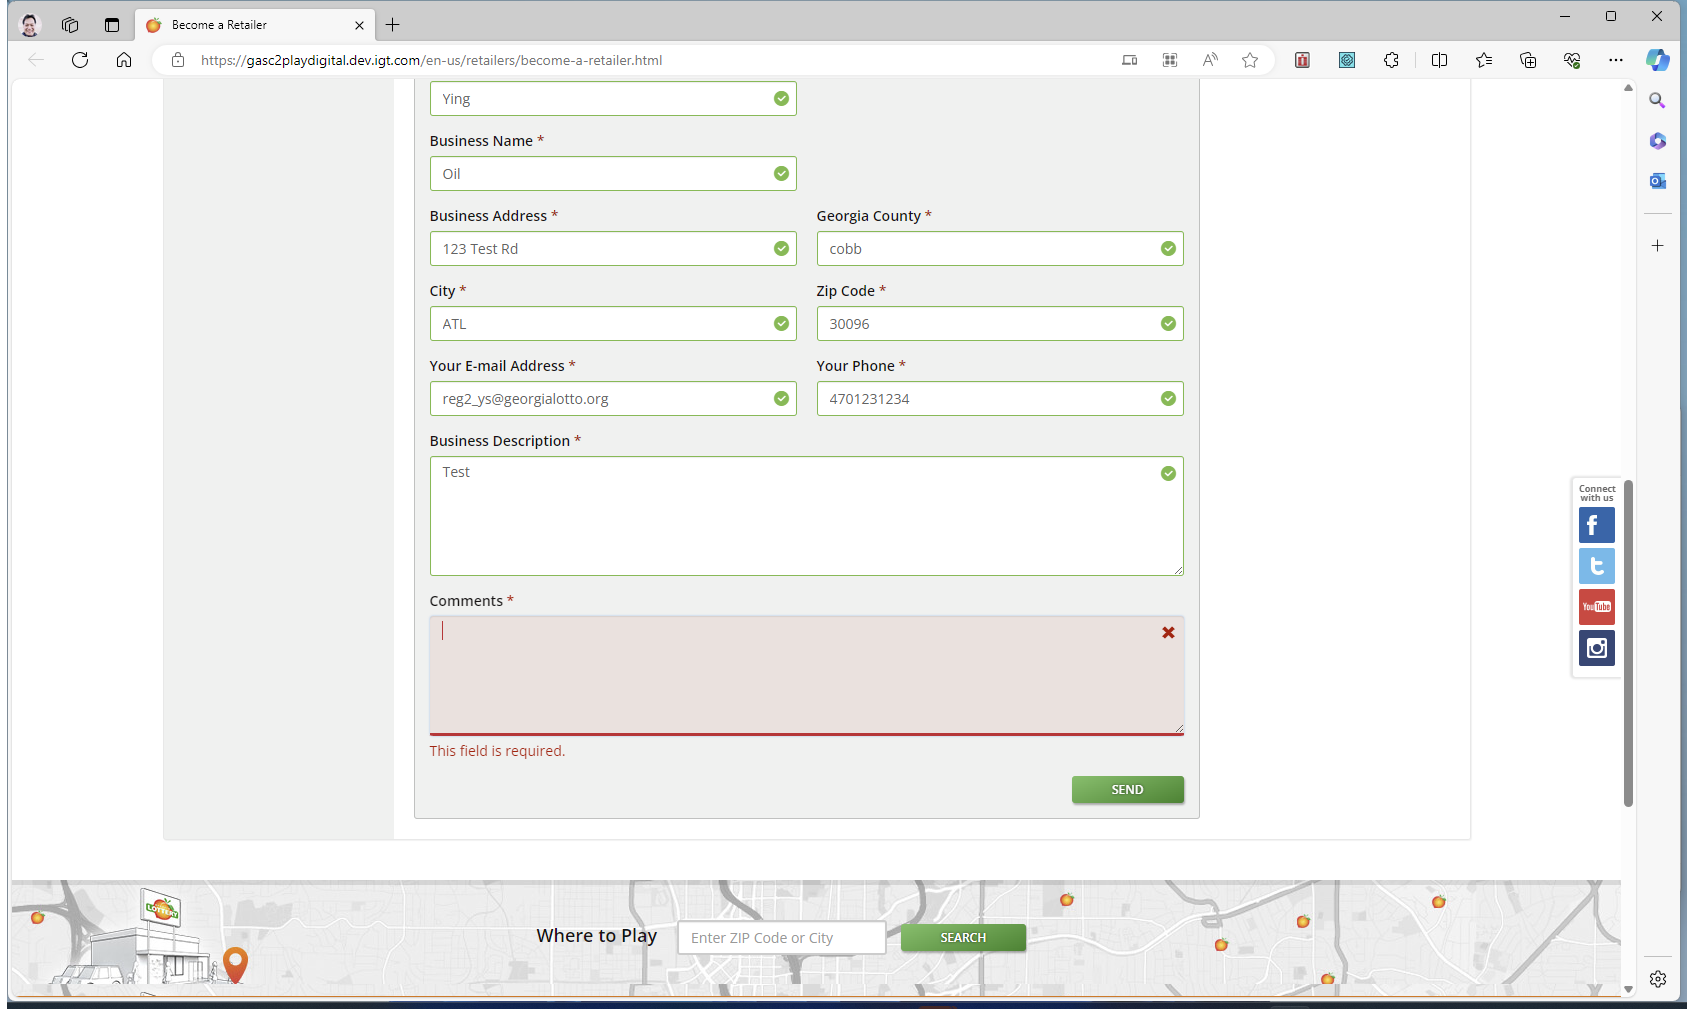 Become a Retailer
https://gasc2playdigital.dev.igt.com/en-us/retailers/become-a-retailer.html
Ying
Business Name *
Oil
Business Address *
Georgia County *
123 Test Rd
cobb
City *
Zip Code *
ATL
30096
Your E-mail Address *
Your Phone *
reg2_ys@georgialotto.org
4701231234
Business Description *
Test
Connect
with us
f
t
YouTube
Comments *
This field is required.
SEND
LOTTERY
Where to Play
Enter ZIP Code or City
SEARCH